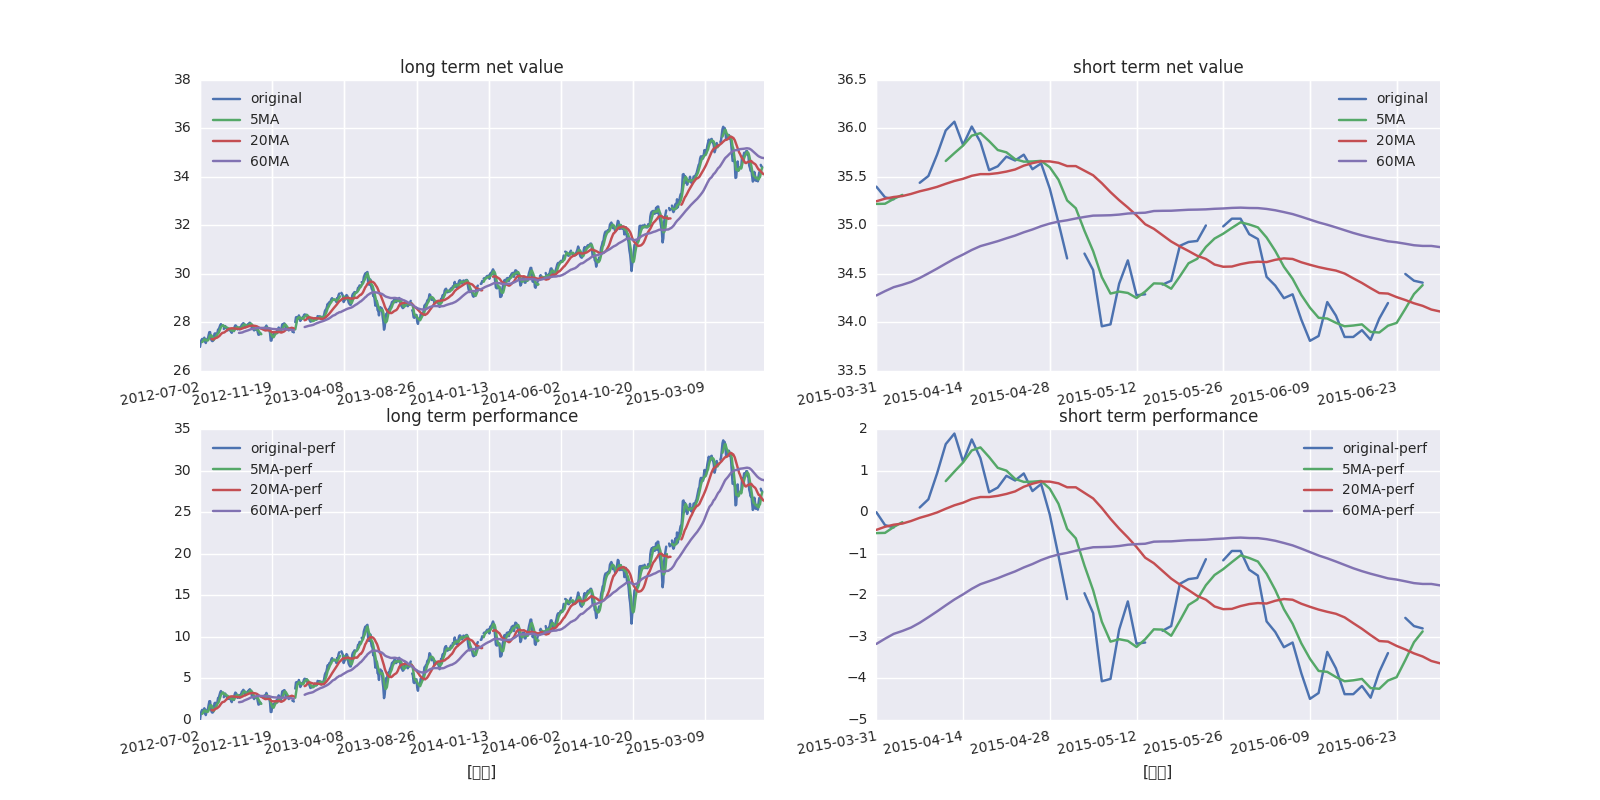 long term net value
38
36
34
32
30
28
26
original
5MA
20MA
60MA
2012-07-02 2012-11-19 2013-04-08 2013-08-26 2014-01-13 2014-06-02 2014-10-20 2015-03-09
short term net value
36.5
36.0
35.5
35.0
34.5
34.0
33.5
original
5MA
20MA
60MA
2015-03-31 2015-04-14 2015-04-28 2015-05-12 2015-05-26 2015-06-09 2015-06-23
long term performance
35
30
25
20
15
10
5
0
original-perf
5MA-perf
20MA-perf
60MA-perf
2012-07-02 2012-11-19 2013-04-08 2013-08-26 2014-01-13 2014-06-02 2014-10-20 2015-03-09
short term performance
2
1
0
−1
−2
−3
−4
−5
original-perf
5MA-perf
20MA-perf
60MA-perf
2015-03-31 2015-04-14 2015-04-28 2015-05-12 2015-05-26 2015-06-09 2015-06-23